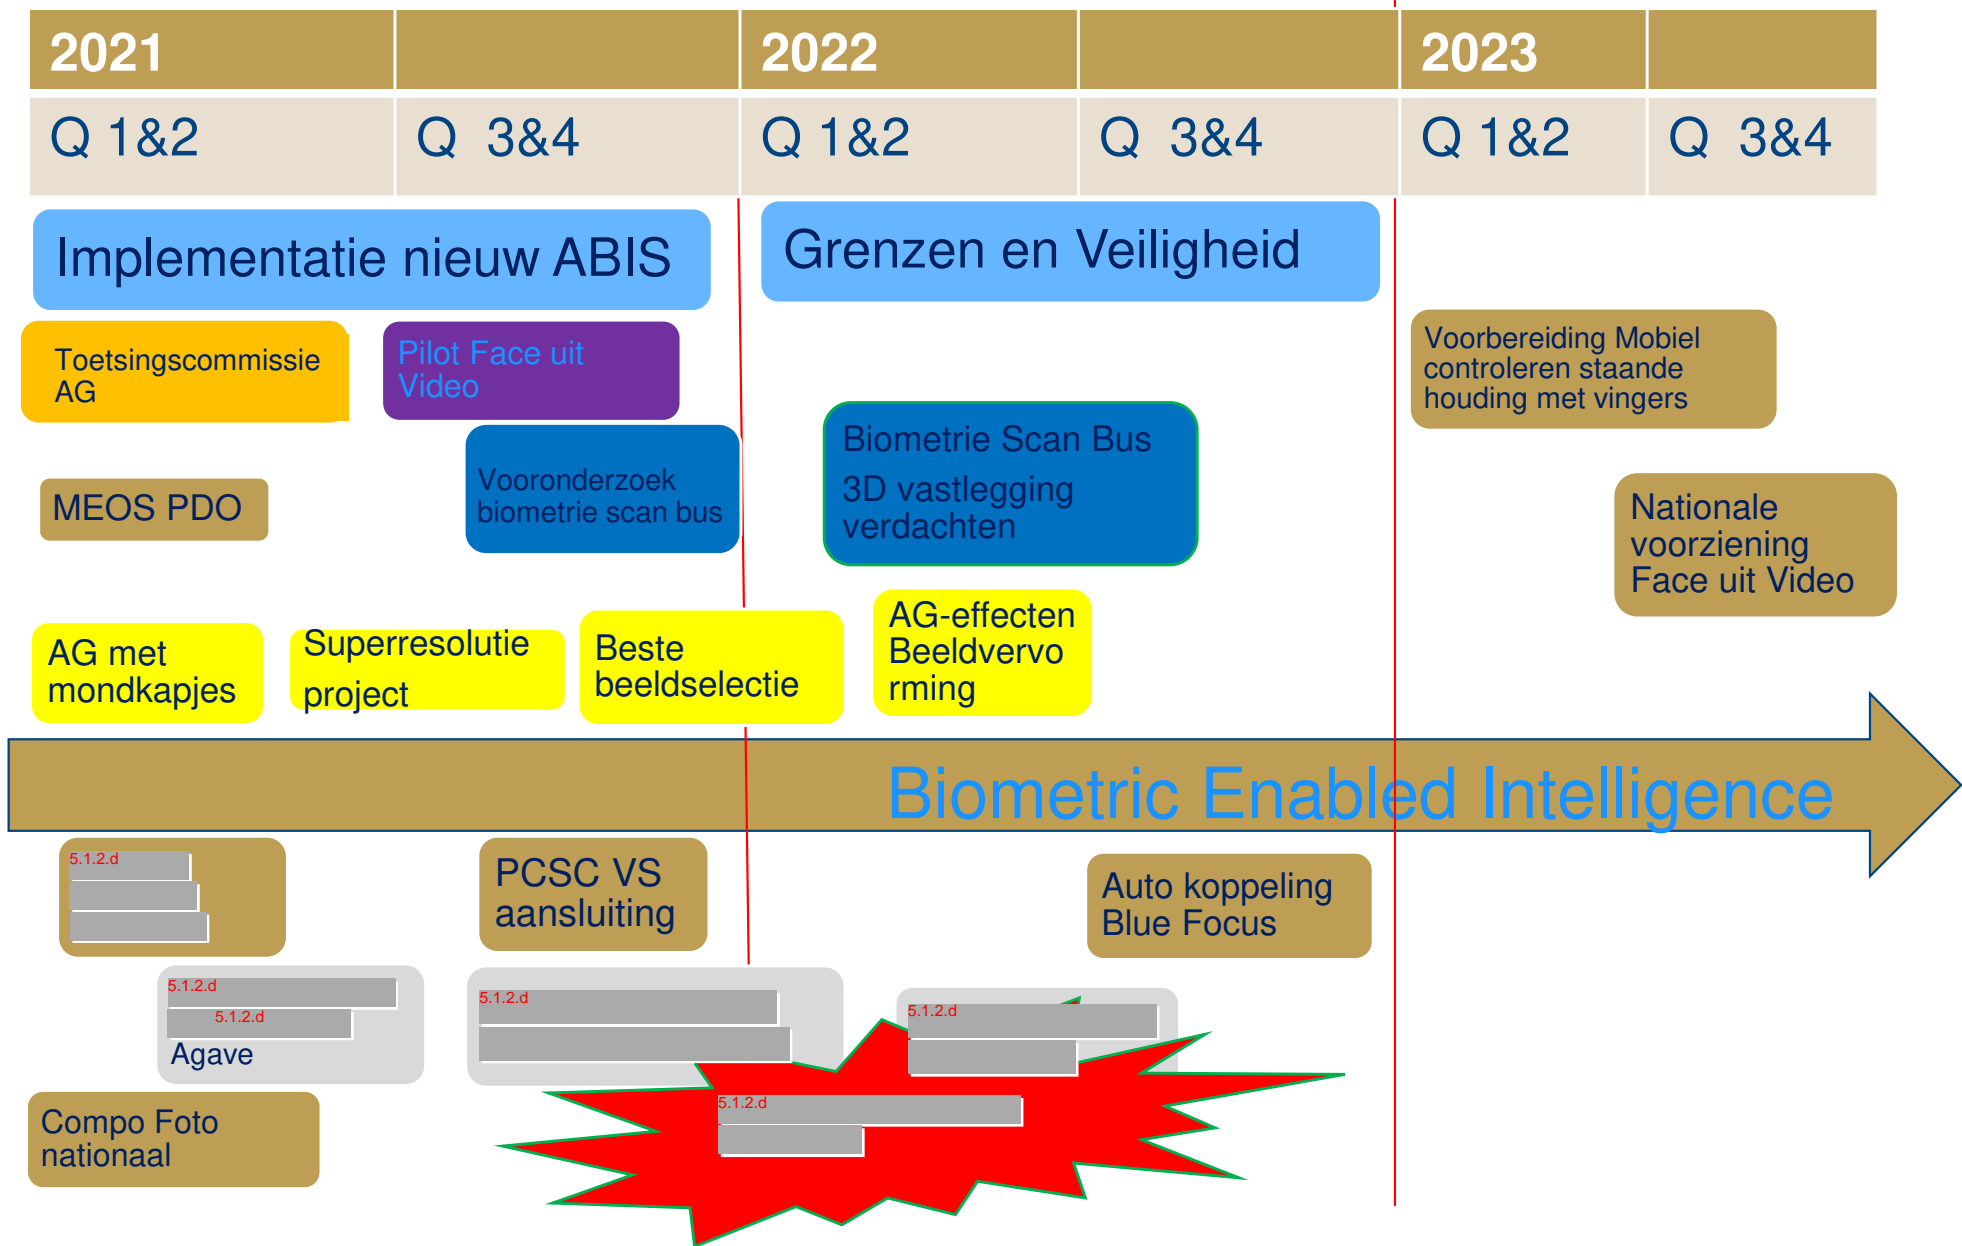 2021
2022
2023
Q 1&2
Q 3&4
Q 1&2
Q 3&4
Q 1&2
Q 3&4
Implementatie nieuw ABIS
Grenzen en Veiligheid
Toetsingscommissie
AG
Pilot Face uit
Video
Voorbereiding Mobiel
controleren staande
houding met vingers
MEOS PDO
Vooronderzoek
biometrie scan bus
Biometrie Scan Bus
3D vastlegging
verdachten
Nationale
voorziening
Face uit Video
AG met
mondkapjes
Superresolutie
project
Beste
beeldselectie
AG-effecten
Beeldvervo
rming
Biometric Enabled Intelligence
5.1.2.d
PCSC VS
aansluiting
Auto koppeling
Blue Focus
5.1.2.d
5.1.2.d
Agave
5.1.2.d
5.1.2.d
5.1.2.d
Compo Foto
nationaal